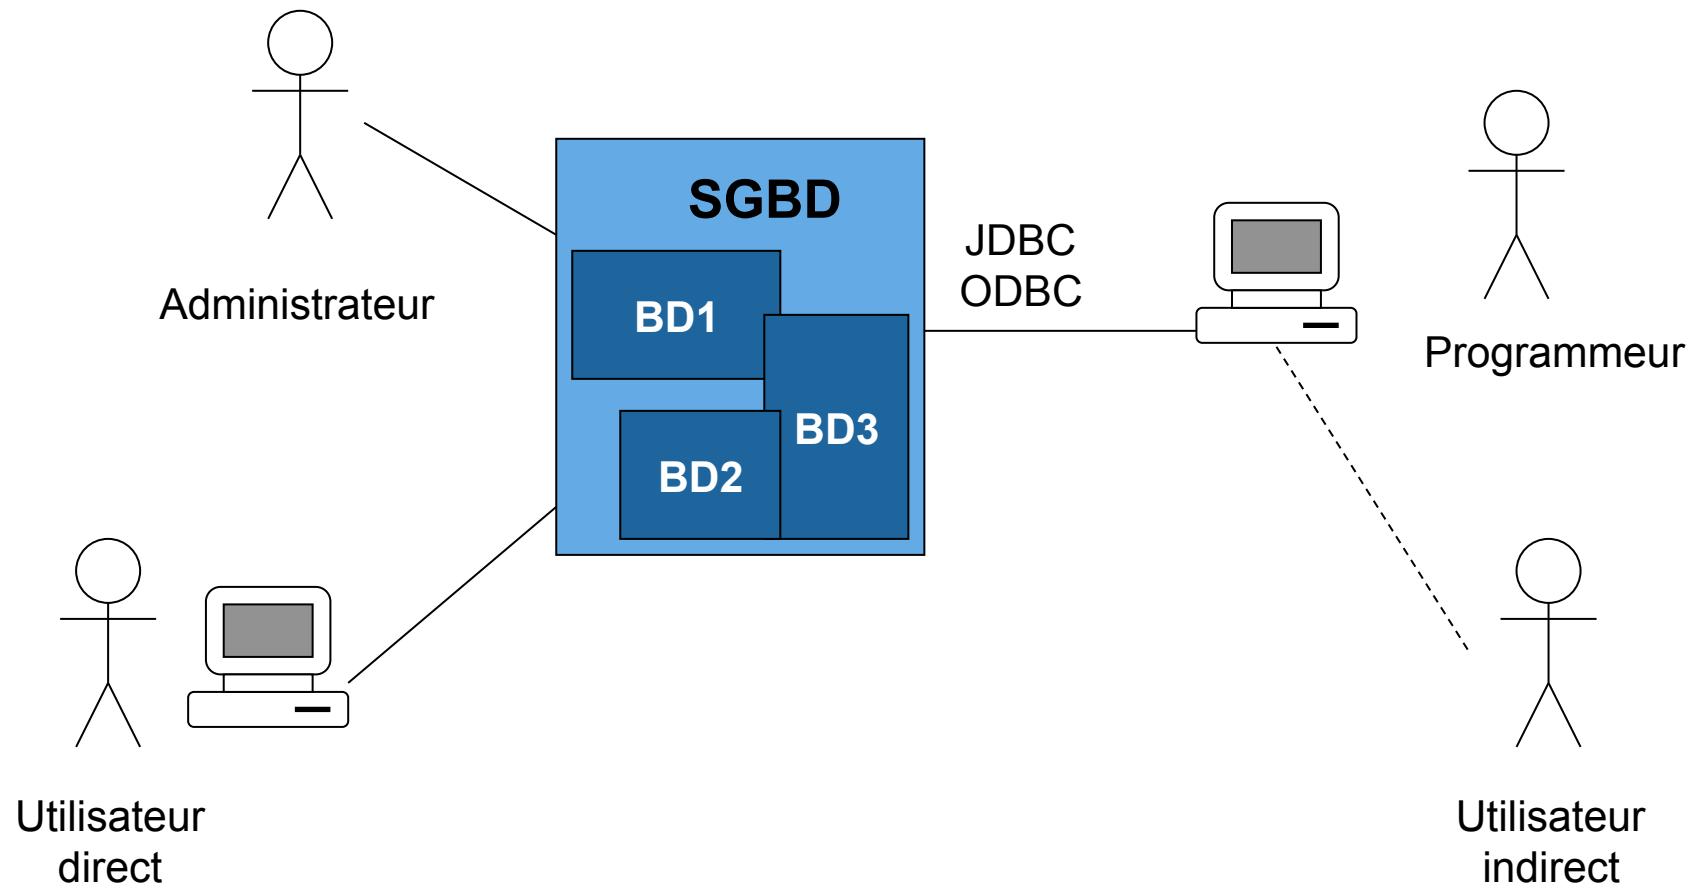 SGBD
JDBC
ODBC
Administrateur
BD1
Programmeur
BD3
BD2
Utilisateur
direct
Utilisateur
indirect